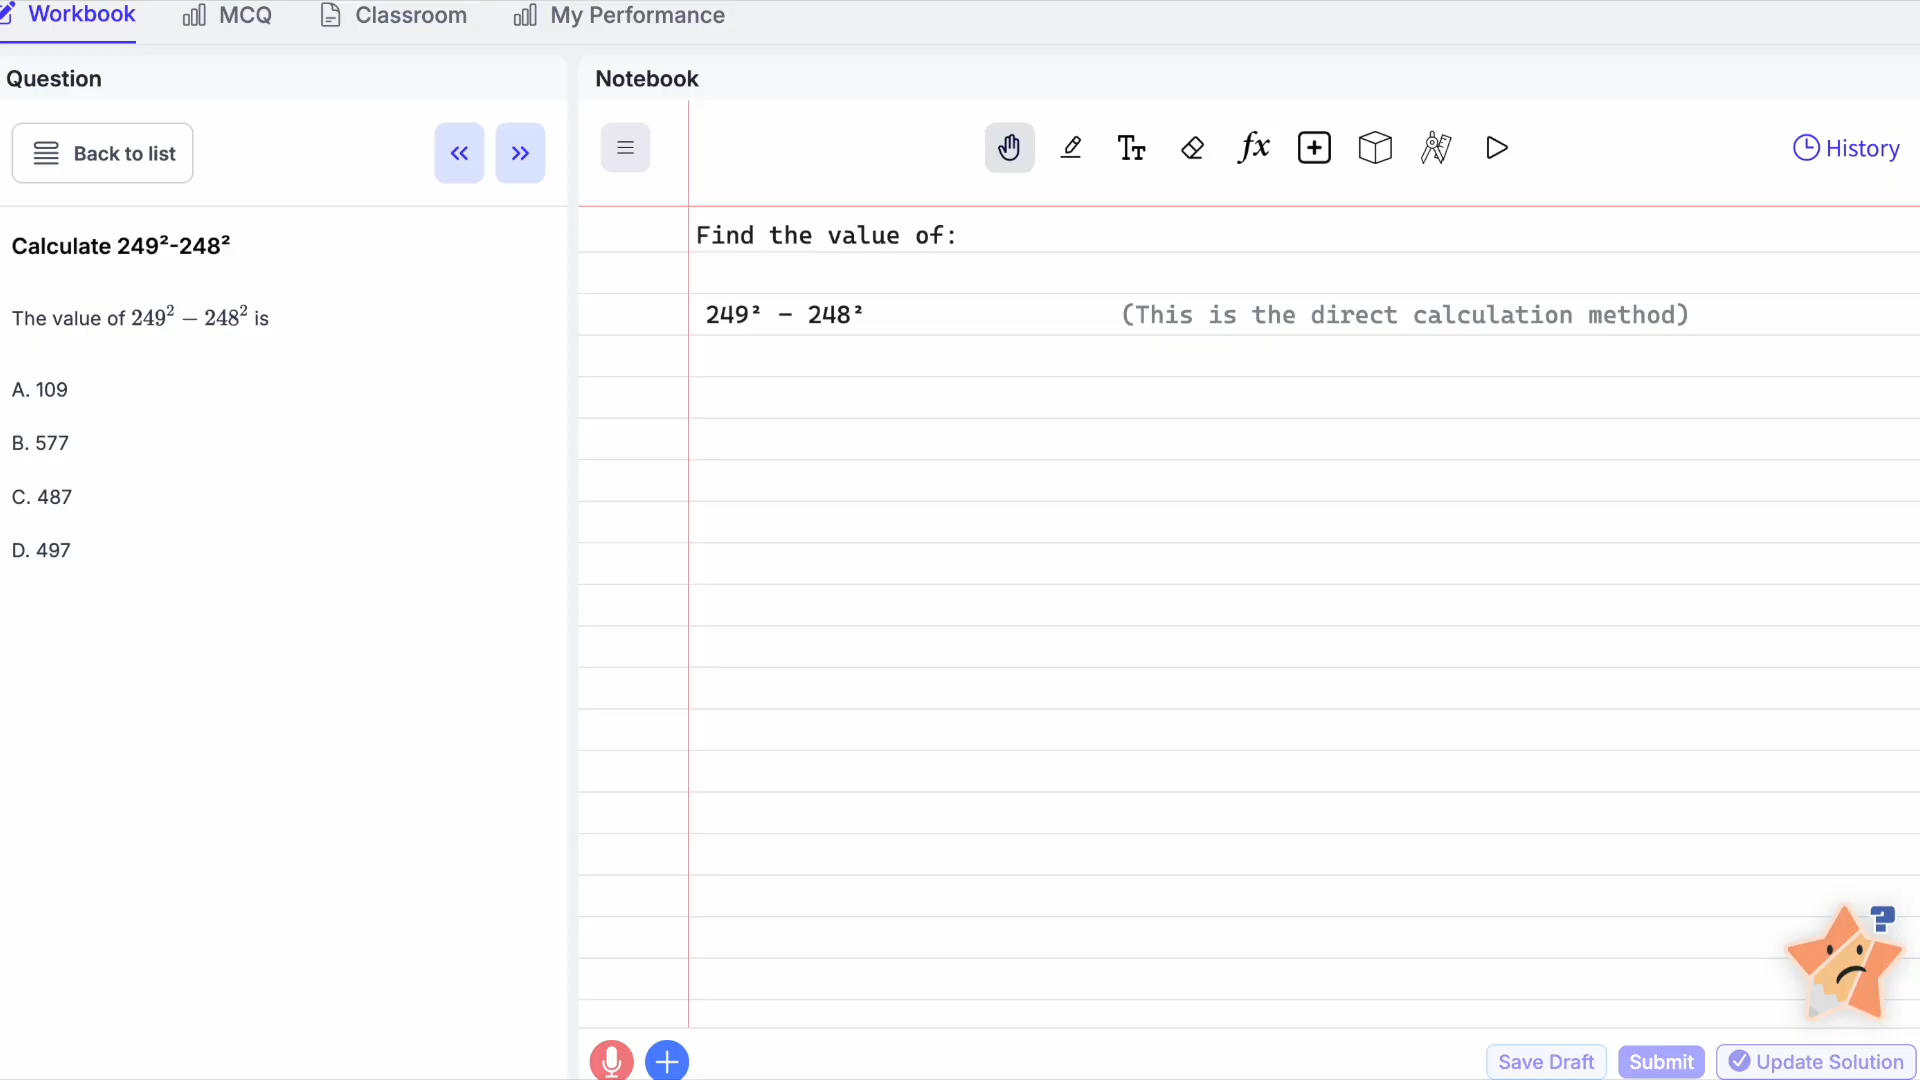 Workbook
MCQ
Classroom
My Performance
Question
Notebook
Back to list
History
Calculate 249²-248²
The value of 249² − 248² is
A. 109
B. 577
C. 487
D. 497
Find the value of:
249² − 248² (This is the direct calculation method)
Save Draft
Submit
Update Solution